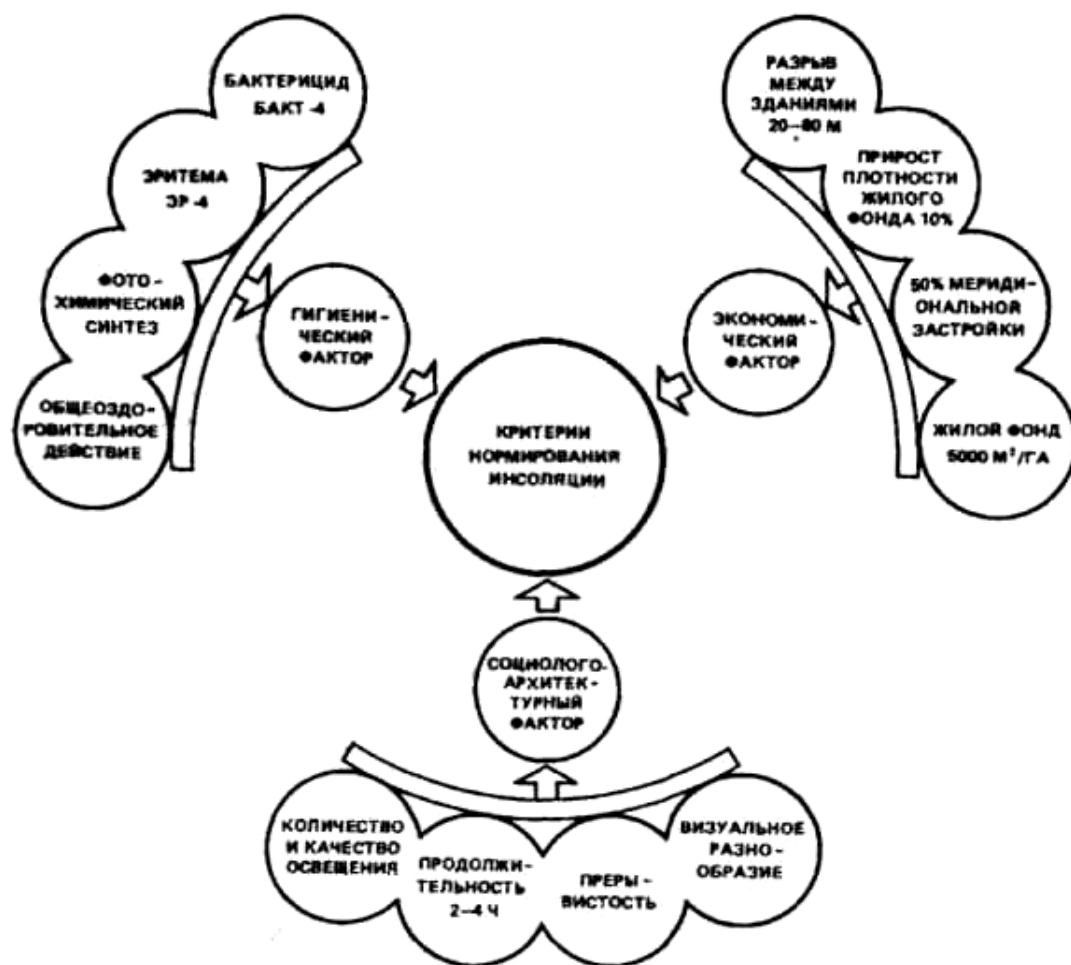 БАКТЕРИЦИД
БАКТ -4
ЭРИТЕМА
ЭР -4
ФОТО -
ХИМИЧЕСКИЙ
СИНТЕЗ
ОБЩЕОЗДО-
РОВИТЕЛЬНОЕ
ДЕЙСТВИЕ
ГИГИЕНИ-
ЧЕСКИЙ
ФАКТОР
РАЗРЫВ
МЕЖДУ
ЗДАНИЯМИ
20—80 М
ПРИРОСТ
ПЛОТНОСТИ
ЖИЛОГО
ФОНДА 10%
50% МЕРИДИ-
ОНАЛЬНОЙ
ЗАСТРОЙКИ
ЖИЛОЙ ФОНД
5000 М²/ГА
ЭКОНОМИ-
ЧЕСКИЙ
ФАКТОР
КРИТЕРИИ
НОРМИРОВАНИЯ
ИНСОЛЯЦИИ
СОЦИОЛОГО-
АРХИТЕК-
ТУРНЫЙ
ФАКТОР
КОЛИЧЕСТВО
И КАЧЕСТВО
ОСВЕЩЕНИЯ
ПРОДОЛЖИ-
ТЕЛЬНОСТЬ
2—4 Ч
ПРЕРЫ -
ВИСТОСТЬ
ВИЗУАЛЬНОЕ
РАЗНО-
ОБРАЗИЕ